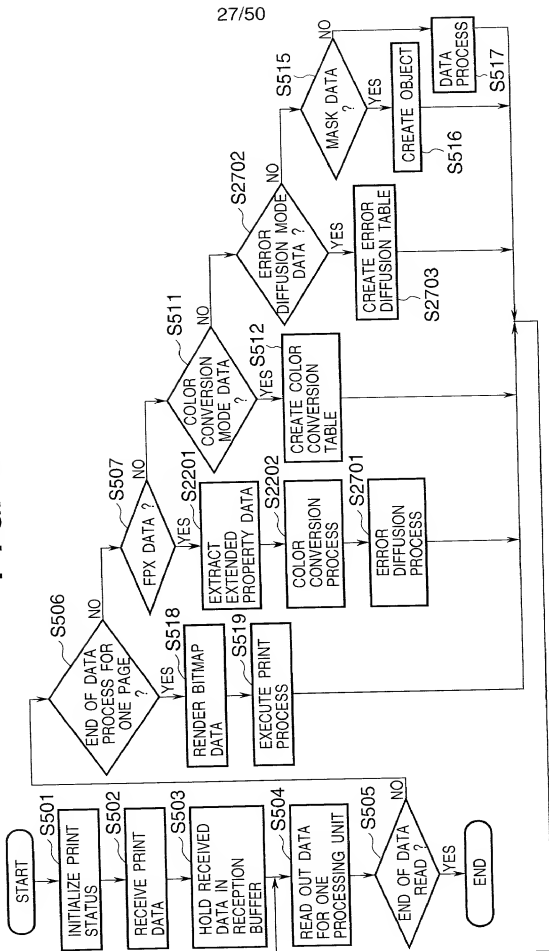 27/50
START
S501
INITIALIZE PRINT
STATUS
S502
RECEIVE PRINT
DATA
S503
HOLD RECEIVED
DATA IN
RECEPTION
BUFFER
S504
READ OUT DATA
FOR ONE
PROCESSING UNIT
S505
END OF DATA
READ ?
NO
YES
END
S506
END OF DATA
PROCESS FOR
ONE PAGE
?
NO
YES
S518
RENDER BITMAP
DATA
S519
EXECUTE PRINT
PROCESS
S507
FPX DATA ?
NO
YES
S2201
EXTRACT
EXTENDED
PROPERTY DATA
S2202
COLOR
CONVERSION
PROCESS
S2701
ERROR
DIFFUSION
PROCESS
S511
COLOR
CONVERSION
MODE DATA
?
NO
YES
S512
CREATE COLOR
CONVERSION
TABLE
S2702
ERROR
DIFFUSION MODE
DATA ?
NO
YES
CREATE ERROR
DIFFUSION TABLE
S2703
S515
MASK DATA
?
NO
YES
CREATE OBJECT
S516
DATA
PROCESS
S517